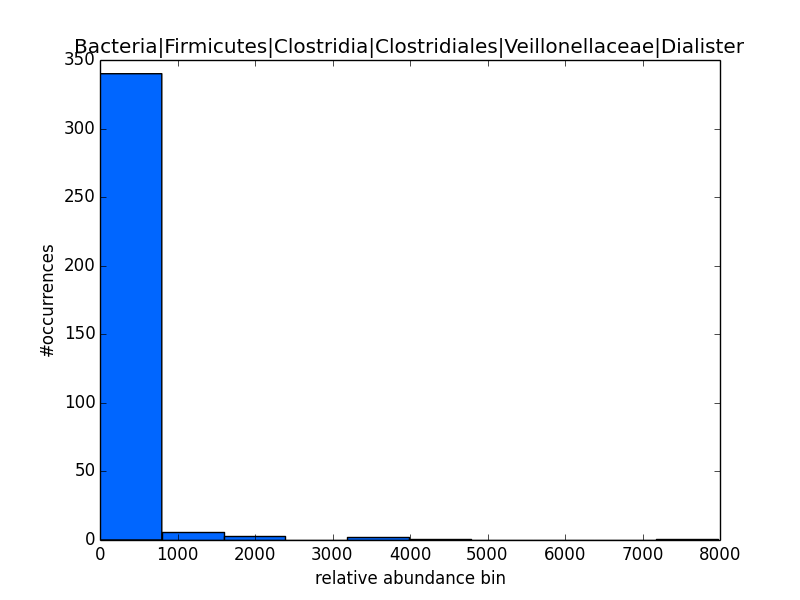 Bacteria|Firmicutes|Clostridia|Clostridiales|Veillonellaceae|Dialister
350
300
250
200
150
100
50
0
#occurrences
0 1000 2000 3000 4000 5000 6000 7000 8000
relative abundance bin